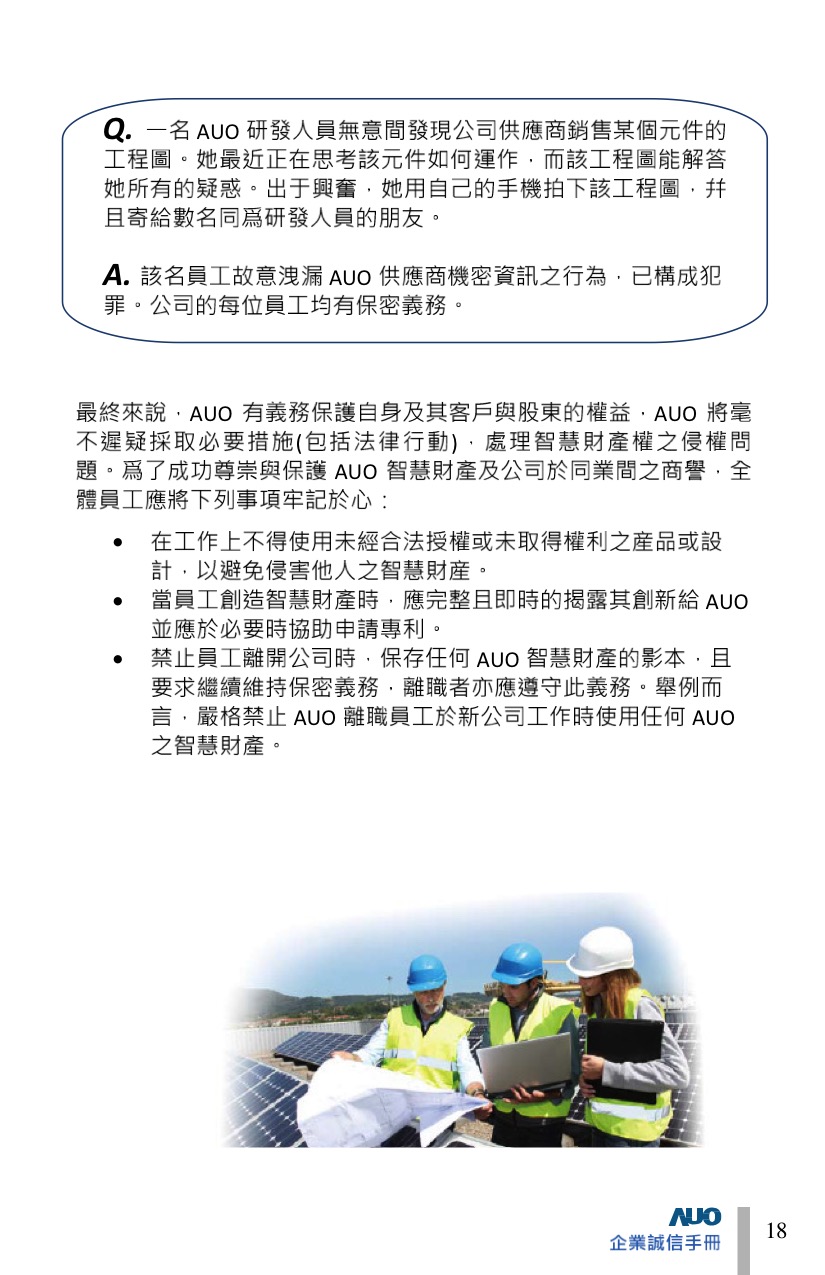 Q. 一名 AUO 研發人員無意間發現公司供應商銷售某個元件的
工程圖。她最近正在思考該元件如何運作，而該工程圖能解答
她所有的疑惑。出于興奮，她用自己的手機拍下該工程圖，幷
且寄給數名同爲研發人員的朋友。
A. 該名員工故意洩漏 AUO 供應商機密資訊之行為，已構成犯
罪。公司的每位員工均有保密義務。
最終來說，AUO 有義務保護自身及其客戶與股東的權益，AUO 將毫
不遲疑採取必要措施(包括法律行動)，處理智慧財產權之侵權問
題。爲了成功尊崇與保護 AUO 智慧財產及公司於同業間之商譽，全
體員工應將下列事項牢記於心：
• 在工作上不得使用未經合法授權或未取得權利之産品或設
計，以避免侵害他人之智慧財産。
• 當員工創造智慧財產時，應完整且即時的揭露其創新給 AUO
並應於必要時協助申請專利。
• 禁止員工離開公司時，保存任何 AUO 智慧財產的影本，且
要求繼續維持保密義務，離職者亦應遵守此義務。舉例而
言，嚴格禁止 AUO 離職員工於新公司工作時使用任何 AUO
之智慧財產。
AUO
企業誠信手冊
18